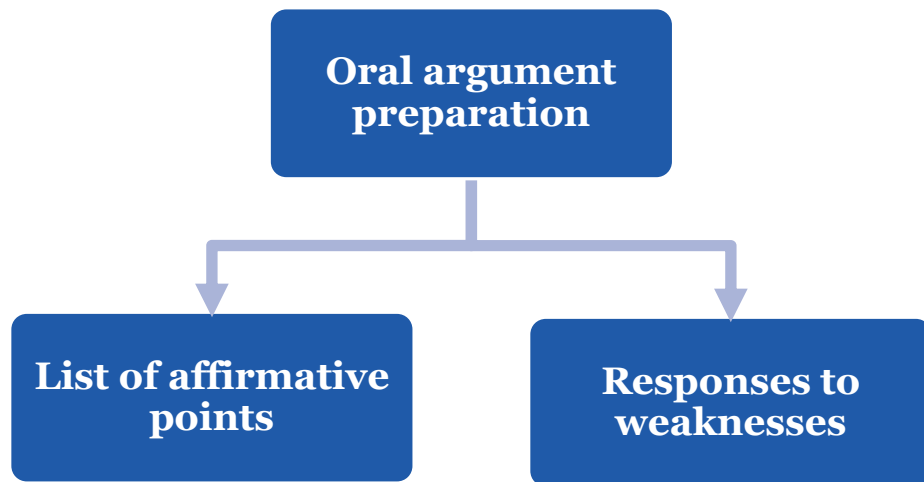 Oral argument
preparation
List of affirmative
points
Responses to
weaknesses